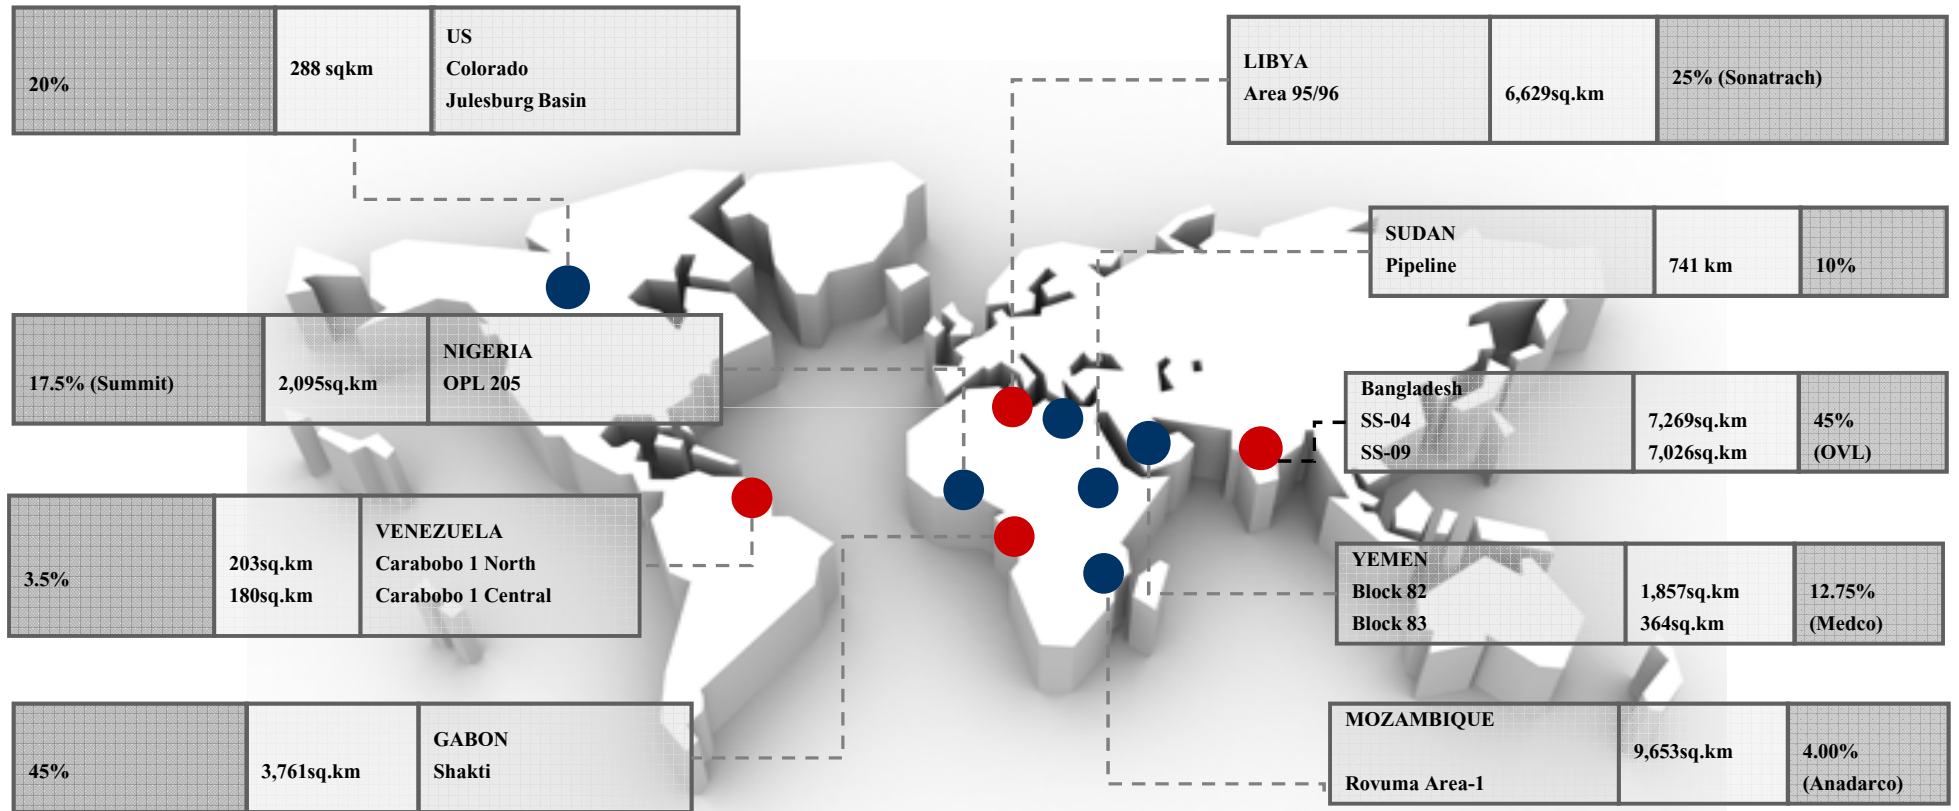 20%
288 sqkm
US
Colorado
Julesburg Basin
LIBYA
Area 95/96
6,629sq.km
25% (Sonatrach)
SUDAN
Pipeline
741 km
10%
17.5% (Summit)
2,095sq.km
NIGERIA
OPL 205
Bangladesh
SS-04
SS-09
7,269sq.km
7,026sq.km
45%
(OVL)
3.5%
203sq.km
180sq.km
VENEZUELA
Carabobo 1 North
Carabobo 1 Central
YEMEN
Block 82
Block 83
1,857sq.km
364sq.km
12.75%
(Medco)
45%
3,761sq.km
GABON
Shakti
MOZAMBIQUE
Rovuma Area-1
9,653sq.km
4.00%
(Anadarco)